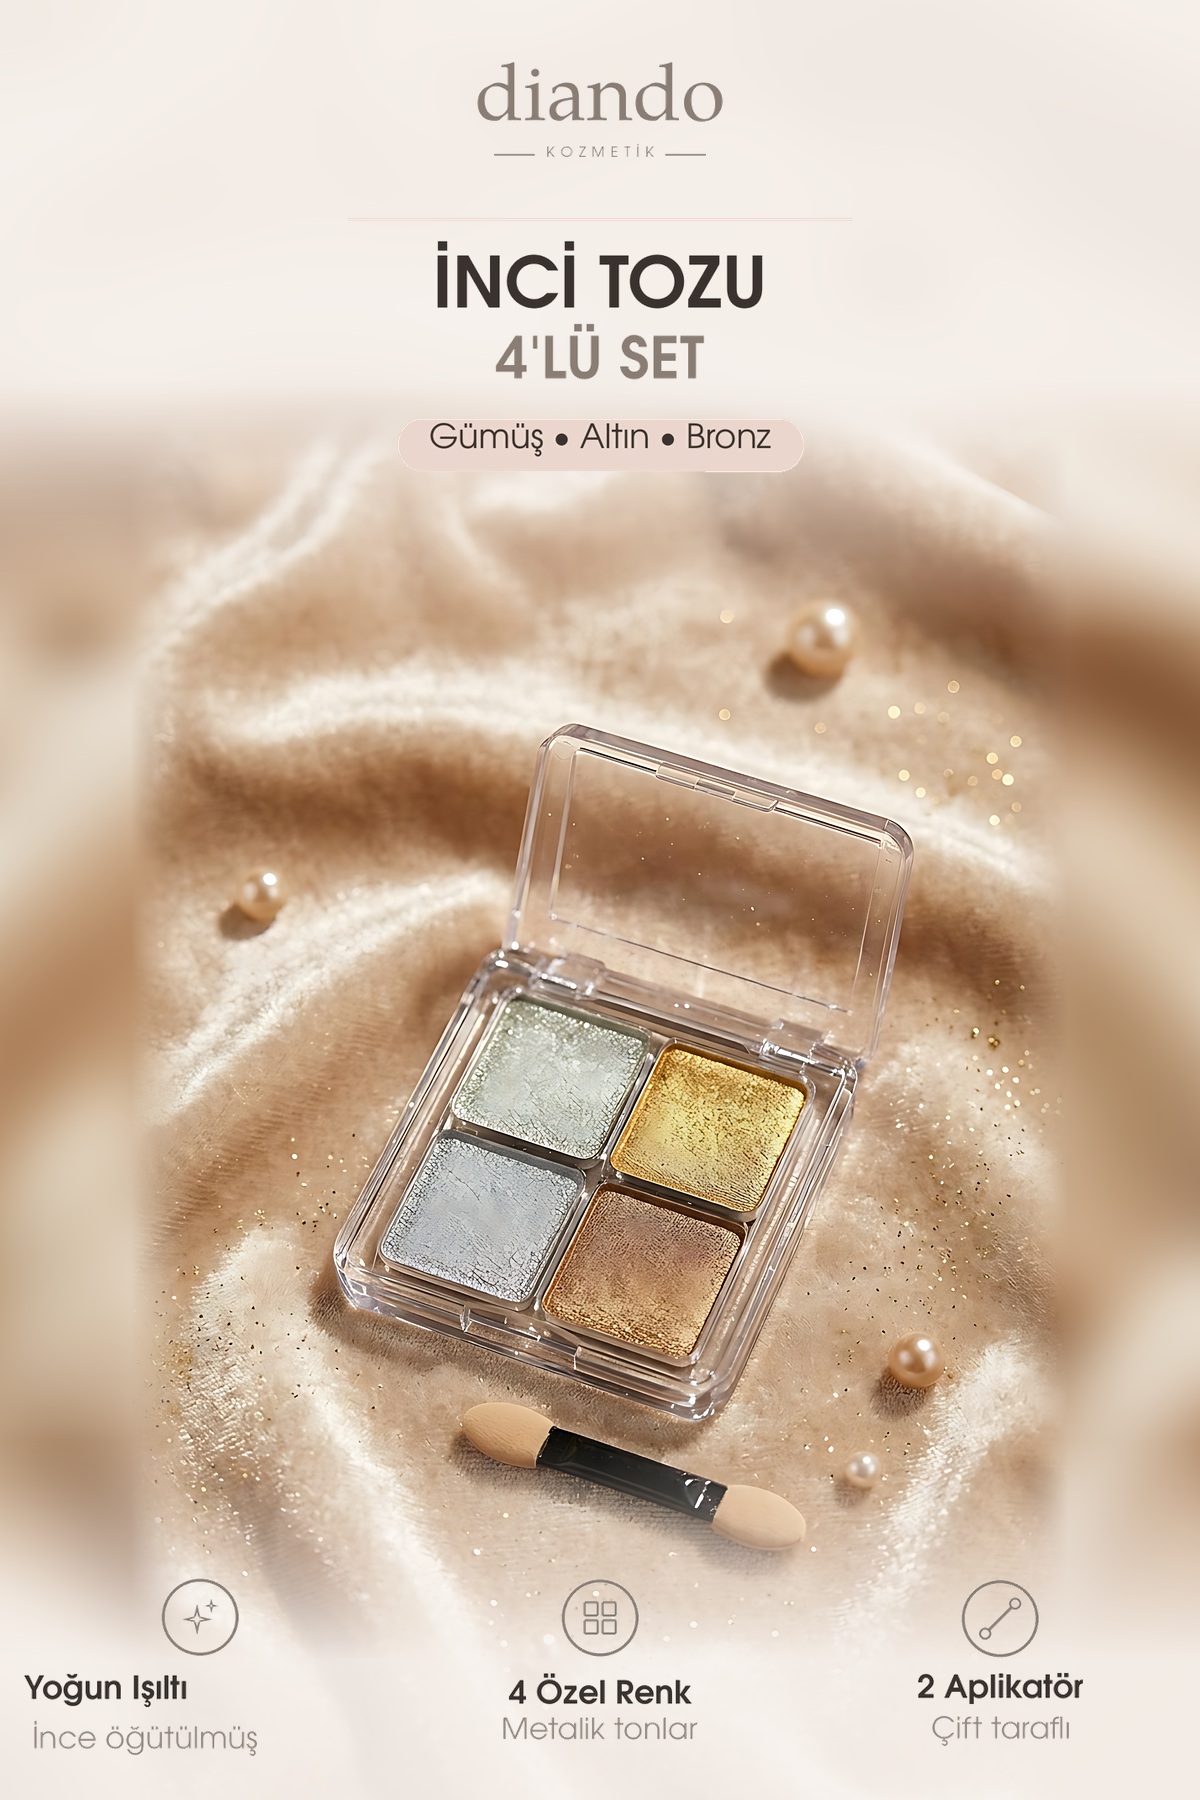 diando
KOZMETİK
İNCİ TOZU
4'LÜ SET
Gümüş • Altın • Bronz
Yoğun Işıltı
İnce öğütülmüş
4 Özel Renk
Metalik tonlar
2 Aplikatör
Çift taraflı